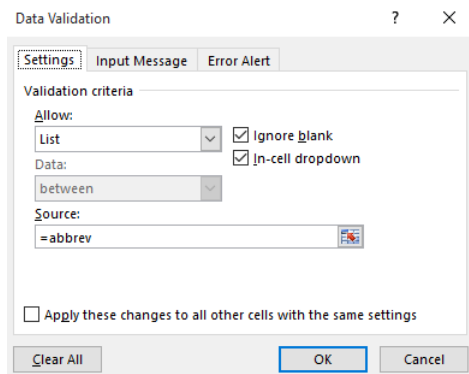 Data Validation ? ×
Settings Input Message Error Alert
Validation criteria
Allow:
List
Ignore blank
In-cell dropdown
Data:
between
Source:
=abbrev
Apply these changes to all other cells with the same settings
Clear All OK Cancel